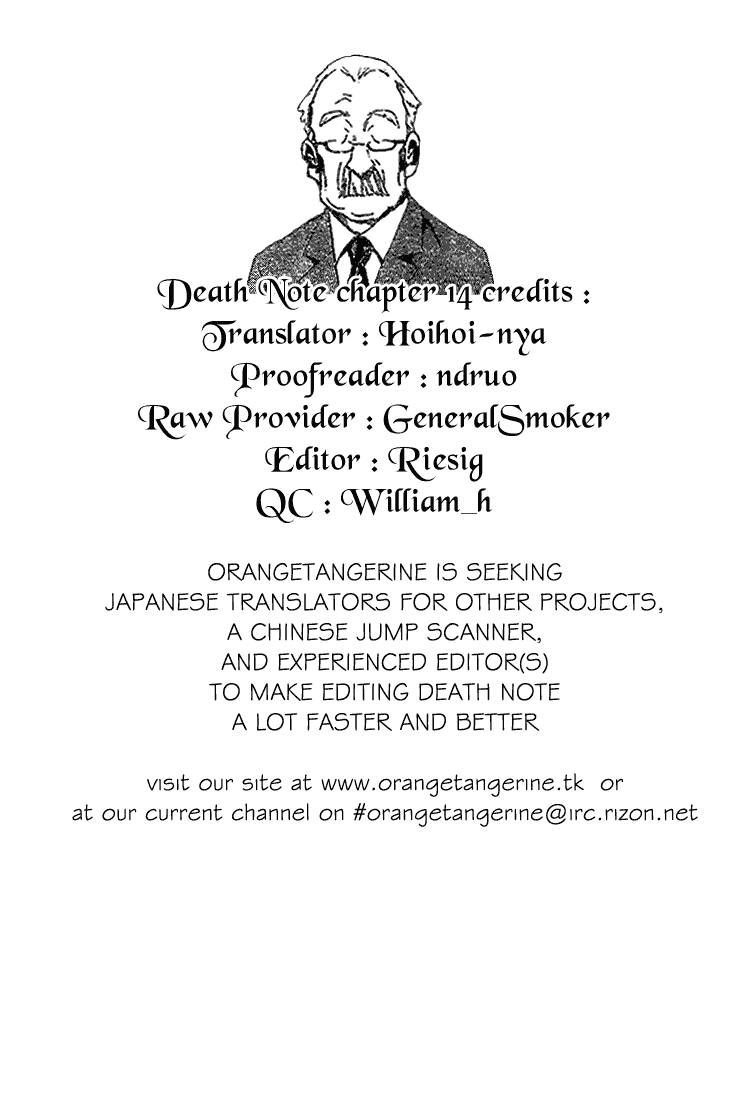 Death Note chapter 14 credits :
Translator : Hoihoi-nya
Proofreader : ndruo
Raw Provider : GeneralSmoker
Editor : Riesig
QC : William_h
ORANGETANGERINE IS SEEKING
JAPANESE TRANSLATORS FOR OTHER PROJECTS,
A CHINESE JUMP SCANNER,
AND EXPERIENCED EDITOR(S)
TO MAKE EDITING DEATH NOTE
A LOT FASTER AND BETTER
visit our site at www.orangetangerine.tk or
at our current channel on #orangetangerine@irc.rizon.net